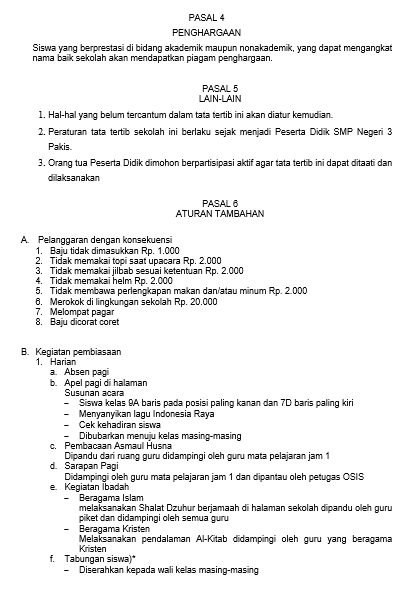 PASAL 4
PENGHARGAAN
Siswa yang berprestasi di bidang akademik maupun nonakademik, yang dapat mengangkat
nama baik sekolah akan mendapatkan piagam penghargaan.
PASAL 5
LAIN-LAIN
1. Hal-hal yang belum tercantum dalam tata tertib ini akan diatur kemudian.
2. Peraturan tata tertib sekolah ini berlaku sejak menjadi Peserta Didik SMP Negeri 3
Pakis.
3. Orang tua Peserta Didik dimohon berpartisipasi aktif agar tata tertib ini dapat ditaati dan
dilaksanakan
PASAL 6
ATURAN TAMBAHAN
A. Pelanggaran dengan konsekuensi
1. Baju tidak dimasukkan Rp. 1.000
2. Tidak memakai topi saat upacara Rp. 2.000
3. Tidak memakai jilbab sesuai ketentuan Rp. 2.000
4. Tidak memakai helm Rp. 2.000
5. Tidak membawa perlengkapan makan dan/atau minum Rp. 2.000
6. Merokok di lingkungan sekolah Rp. 20.000
7. Melompat pagar
8. Baju dicorat coret
B. Kegiatan pembiasaan
1. Harian
a. Absen pagi
b. Apel pagi di halaman
Susunan acara
– Siswa kelas 9A baris pada posisi paling kanan dan 7D baris paling kiri
– Menyanyikan lagu Indonesia Raya
– Cek kehadiran siswa
– Dibubarkan menuju kelas masing-masing
c. Pembacaan Asmaul Husna
Dipandu dari ruang guru didampingi oleh guru mata pelajaran jam 1
d. Sarapan Pagi
Didampingi oleh guru mata pelajaran jam 1 dan dipantau oleh petugas OSIS
e. Kegiatan Ibadah
– Beragama Islam
melaksanakan Shalat Dzuhur berjamaah di halaman sekolah dipandu oleh guru
piket dan didampingi oleh semua guru
– Beragama Kristen
Melaksanakan pendalaman Al-Kitab didampingi oleh guru yang beragama
Kristen
f. Tabungan siswa)*
– Diserahkan kepada wali kelas masing-masing